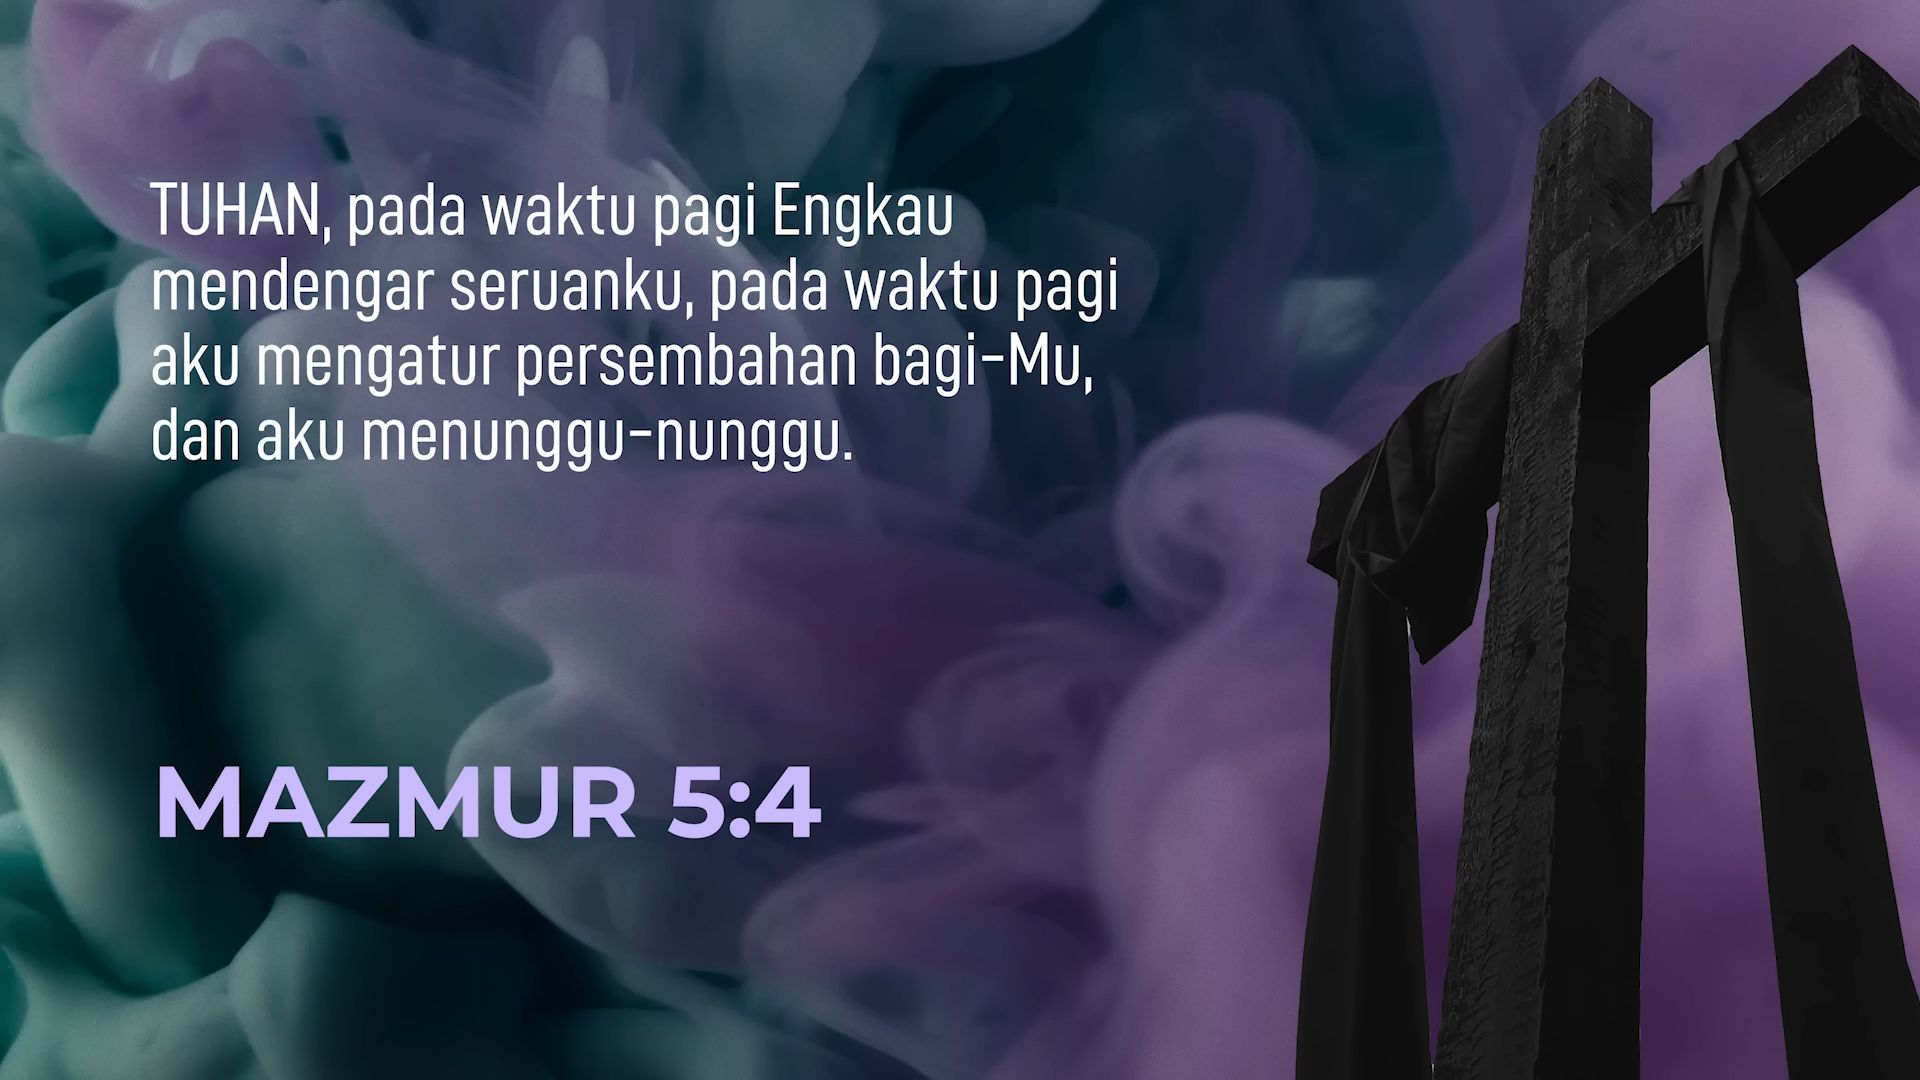 TUHAN, pada waktu pagi Engkau
mendengar seruanku, pada waktu pagi
aku mengatur persembahan bagi-Mu,
dan aku menunggu-nunggu.
MAZMUR 5:4